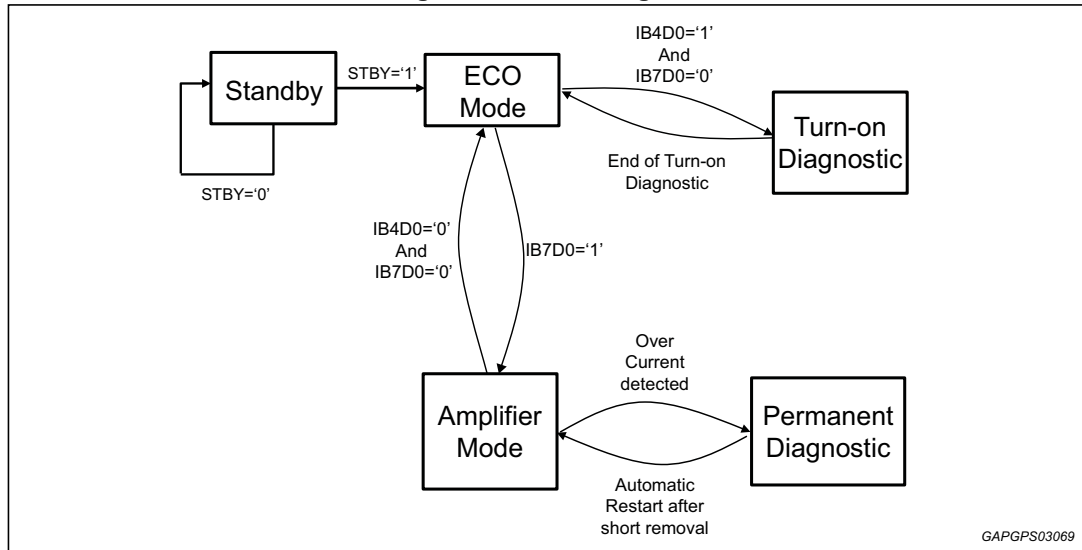 IB4D0=‘1’
And
IB7D0=‘0’
STBY=‘1’
ECO
Mode
Standby
Turn-on
Diagnostic
End of Turn-on
Diagnostic
STBY=‘0’
IB4D0=‘0’
And
IB7D0=‘0’
IB7D0=‘1’
Over
Current
detected
Amplifier
Mode
Permanent
Diagnostic
Automatic
Restart after
short removal
GAPGPS03069